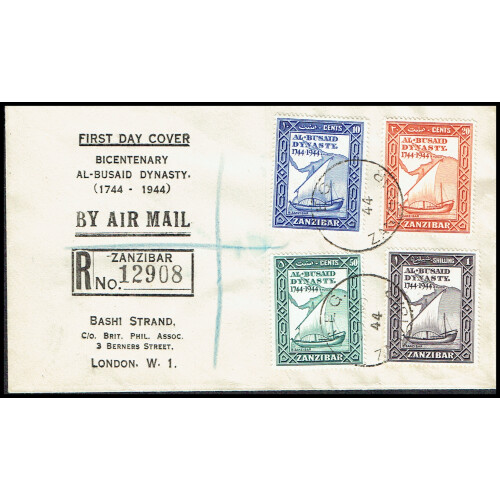 FIRST DAY COVER
BICENTENARY
AL-BUSAID DYNASTY.
(1744 - 1944)
BY AIR MAIL
ZANZIBAR
R No. 12908
BASHI STRAND,
C/O. BRIT. PHIL. ASSOC.
3 BERNERS STREET,
LONDON, W. 1.
CENTS 10
AL-BUSAID
DYNASTY.
1744-1944
ZANZIBAR
CENTS 20
AL-BUSAID
DYNASTY.
1744-1944
ZANZIBAR
44
CENTS 50
AL-BUSAID
DYNASTY.
1744-1944
ZANZIBAR
1 SHILLING 1
AL-BUSAID
DYNASTY.
1744-1944
ZANZIBAR
44